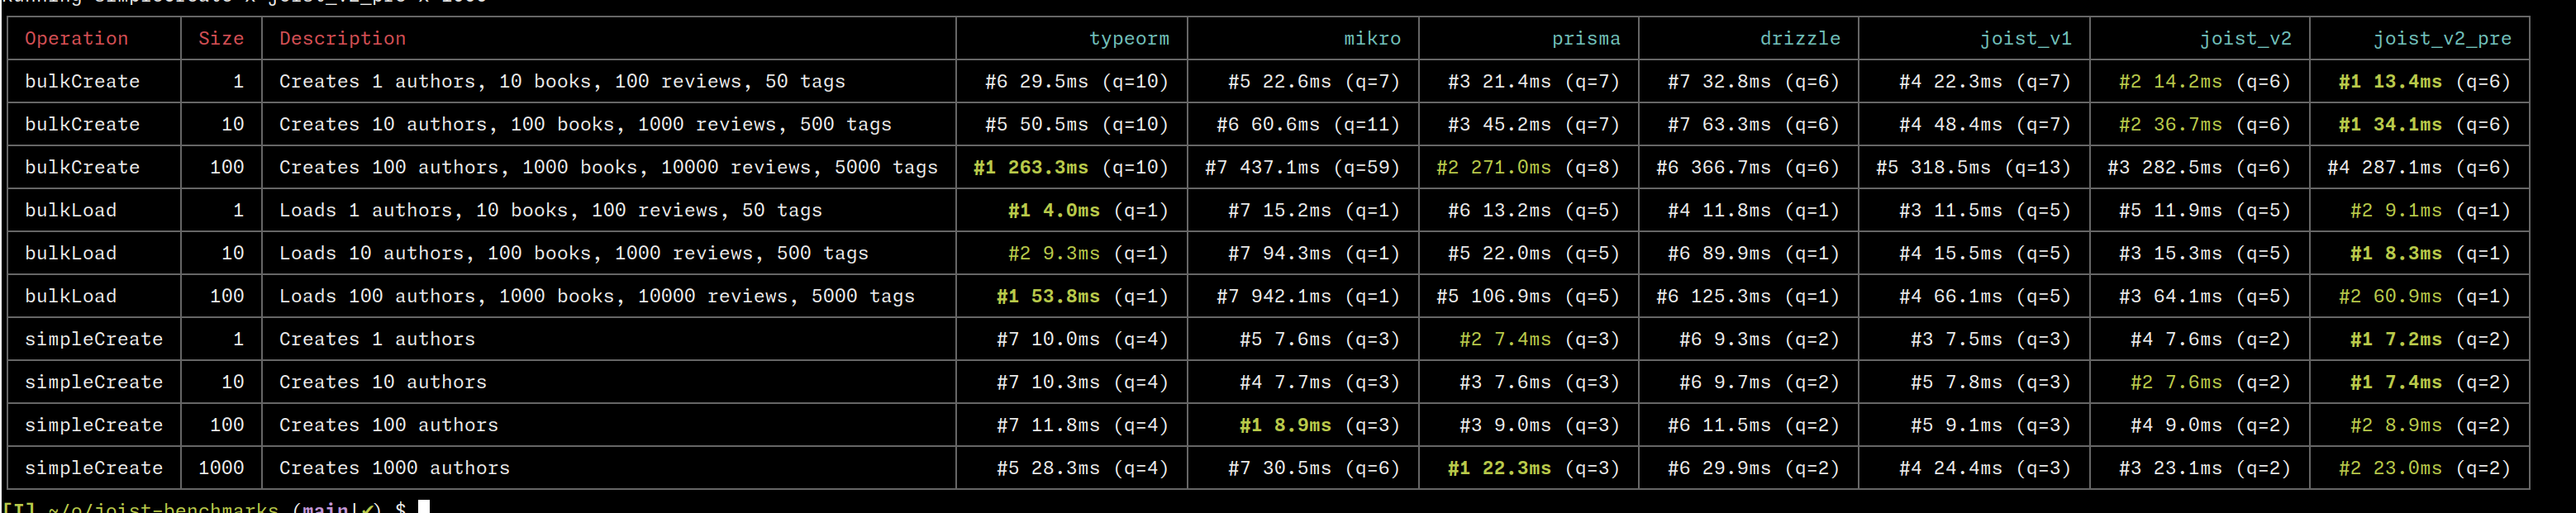 Running simpleCreate x joist_v2_pre x 1000
Operation Size Description typeorm mikro prisma drizzle joist_v1 joist_v2 joist_v2_pre
bulkCreate 1 Creates 1 authors, 10 books, 100 reviews, 50 tags #6 29.5ms (q=10) #5 22.6ms (q=7) #3 21.4ms (q=7) #7 32.8ms (q=6) #4 22.3ms (q=7) #2 14.2ms (q=6) #1 13.4ms (q=6)
bulkCreate 10 Creates 10 authors, 100 books, 1000 reviews, 500 tags #5 50.5ms (q=10) #6 60.6ms (q=11) #3 45.2ms (q=7) #7 63.3ms (q=6) #4 48.4ms (q=7) #2 36.7ms (q=6) #1 34.1ms (q=6)
bulkCreate 100 Creates 100 authors, 1000 books, 10000 reviews, 5000 tags #1 263.3ms (q=10) #7 437.1ms (q=59) #2 271.0ms (q=8) #6 366.7ms (q=6) #5 318.5ms (q=13) #3 282.5ms (q=6) #4 287.1ms (q=6)
bulkLoad 1 Loads 1 authors, 10 books, 100 reviews, 50 tags #1 4.0ms (q=1) #7 15.2ms (q=1) #6 13.2ms (q=5) #4 11.8ms (q=1) #3 11.5ms (q=5) #5 11.9ms (q=5) #2 9.1ms (q=1)
bulkLoad 10 Loads 10 authors, 100 books, 1000 reviews, 500 tags #2 9.3ms (q=1) #7 94.3ms (q=1) #5 22.0ms (q=5) #6 89.9ms (q=1) #4 15.5ms (q=5) #3 15.3ms (q=5) #1 8.3ms (q=1)
bulkLoad 100 Loads 100 authors, 1000 books, 10000 reviews, 5000 tags #1 53.8ms (q=1) #7 942.1ms (q=1) #5 106.9ms (q=5) #6 125.3ms (q=1) #4 66.1ms (q=5) #3 64.1ms (q=5) #2 60.9ms (q=1)
simpleCreate 1 Creates 1 authors #7 10.0ms (q=4) #5 7.6ms (q=3) #2 7.4ms (q=3) #6 9.3ms (q=2) #3 7.5ms (q=3) #4 7.6ms (q=2) #1 7.2ms (q=2)
simpleCreate 10 Creates 10 authors #7 10.3ms (q=4) #4 7.7ms (q=3) #3 7.6ms (q=3) #6 9.7ms (q=2) #5 7.8ms (q=3) #2 7.6ms (q=2) #1 7.4ms (q=2)
simpleCreate 100 Creates 100 authors #7 11.8ms (q=4) #1 8.9ms (q=3) #3 9.0ms (q=3) #6 11.5ms (q=2) #5 9.1ms (q=3) #4 9.0ms (q=2) #2 8.9ms (q=2)
simpleCreate 1000 Creates 1000 authors #5 28.3ms (q=4) #7 30.5ms (q=6) #1 22.3ms (q=3) #6 29.9ms (q=2) #4 24.4ms (q=3) #3 23.1ms (q=2) #2 23.0ms (q=2)
[I] ~/o/joist-benchmarks (main|✔) $